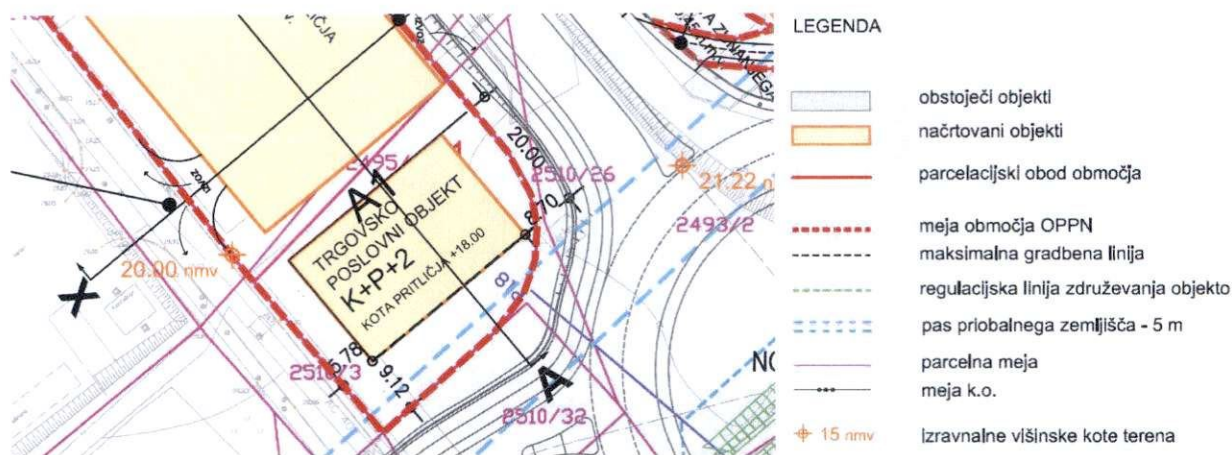 LEGENDA
obstoječi objekti
načrtovani objekti
parcelacijski obod območja
meja območja OPPN
maksimalna gradbena linija
regulacijska linija združevanja objekto
pas priobalnega zemljišča - 5 m
parcelna meja
meja k.o.
15 nmv
Izravnalne višinske kote terena
20.00
2510/26
21.22
2493/2
8.70
A1
TRGOVSKO
POSLOVNI OBJEKT
K+P+2
KOTA PRITLIČJA +18.00
20.00 nmv
X
5.78
2510/3
9.12
A
2510/32